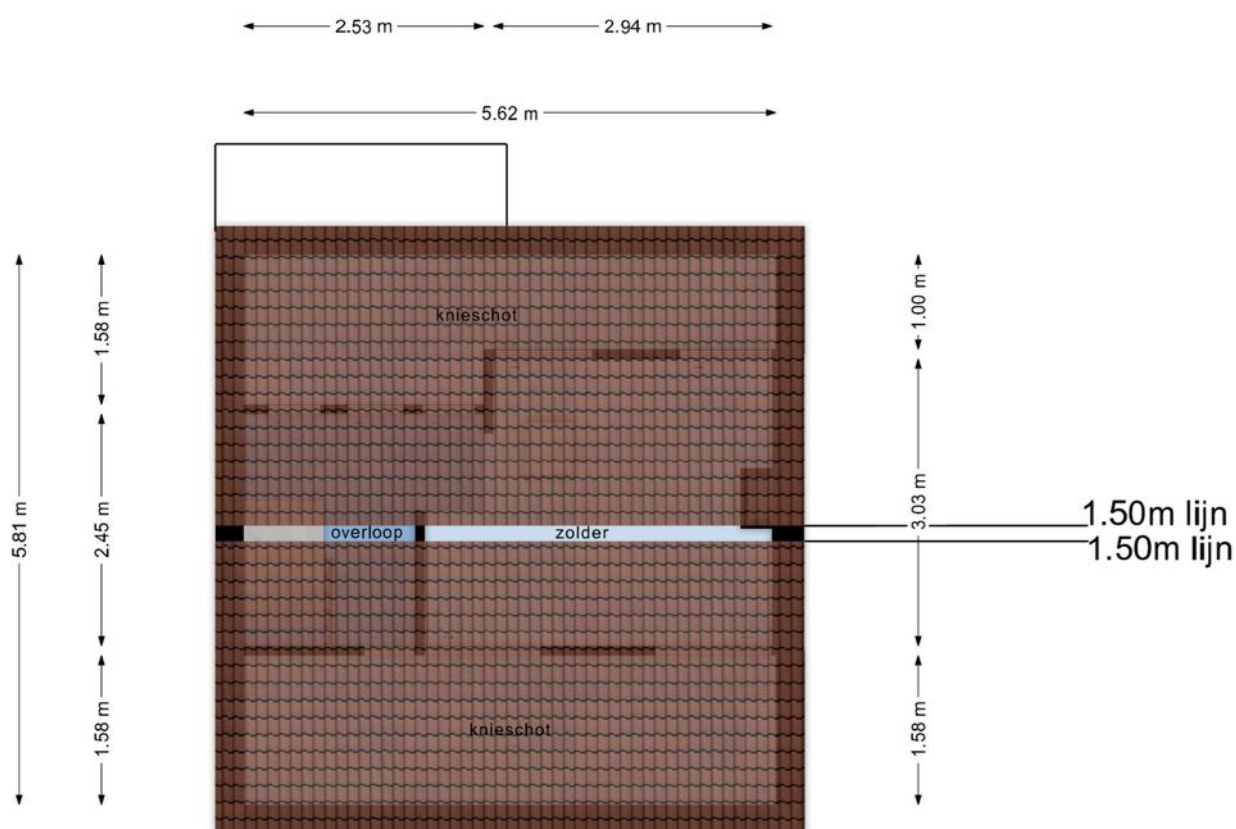 2.53 m
2.94 m
5.62 m
knieschot
1.58 m
1.00 m
5.81 m
2.45 m
3.03 m
overloop
zolder
1.50m lijn
1.50m lijn
knieschot
1.58 m
1.58 m